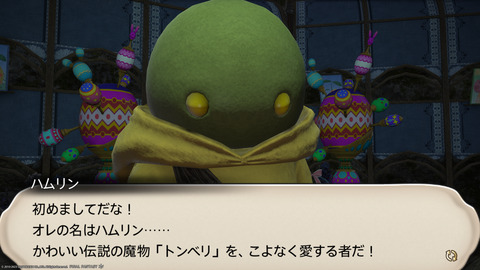 ハムリン
初めましてだな！
オレの名はハムリン……
かわいい伝説の魔物「トンベリ」を、こよなく愛する者だ！